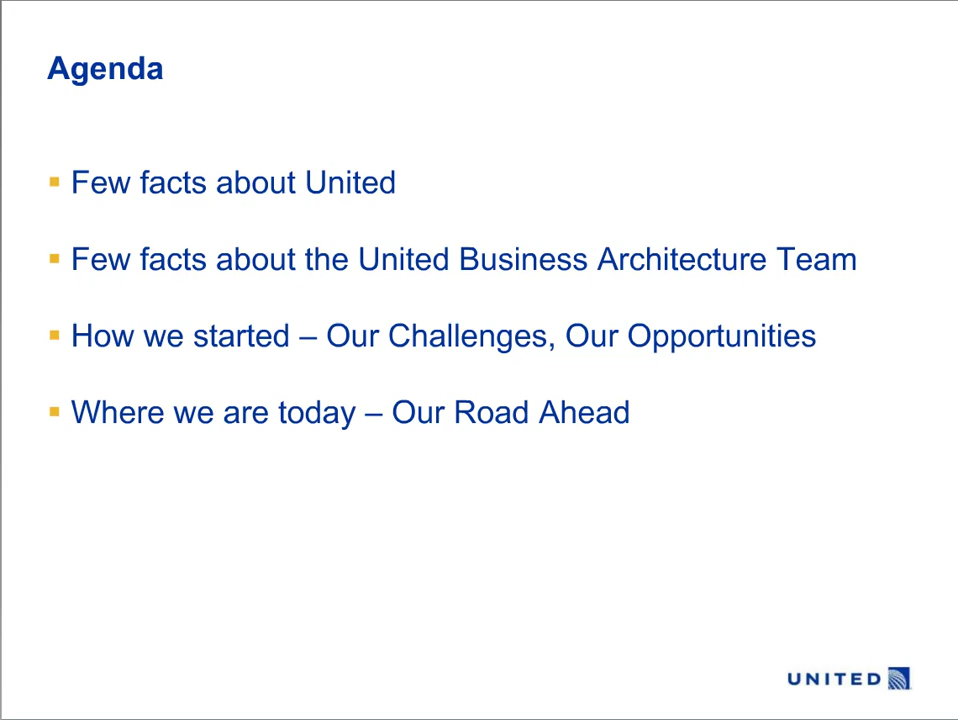 Agenda
Few facts about United
Few facts about the United Business Architecture Team
How we started – Our Challenges, Our Opportunities
Where we are today – Our Road Ahead
UNITED